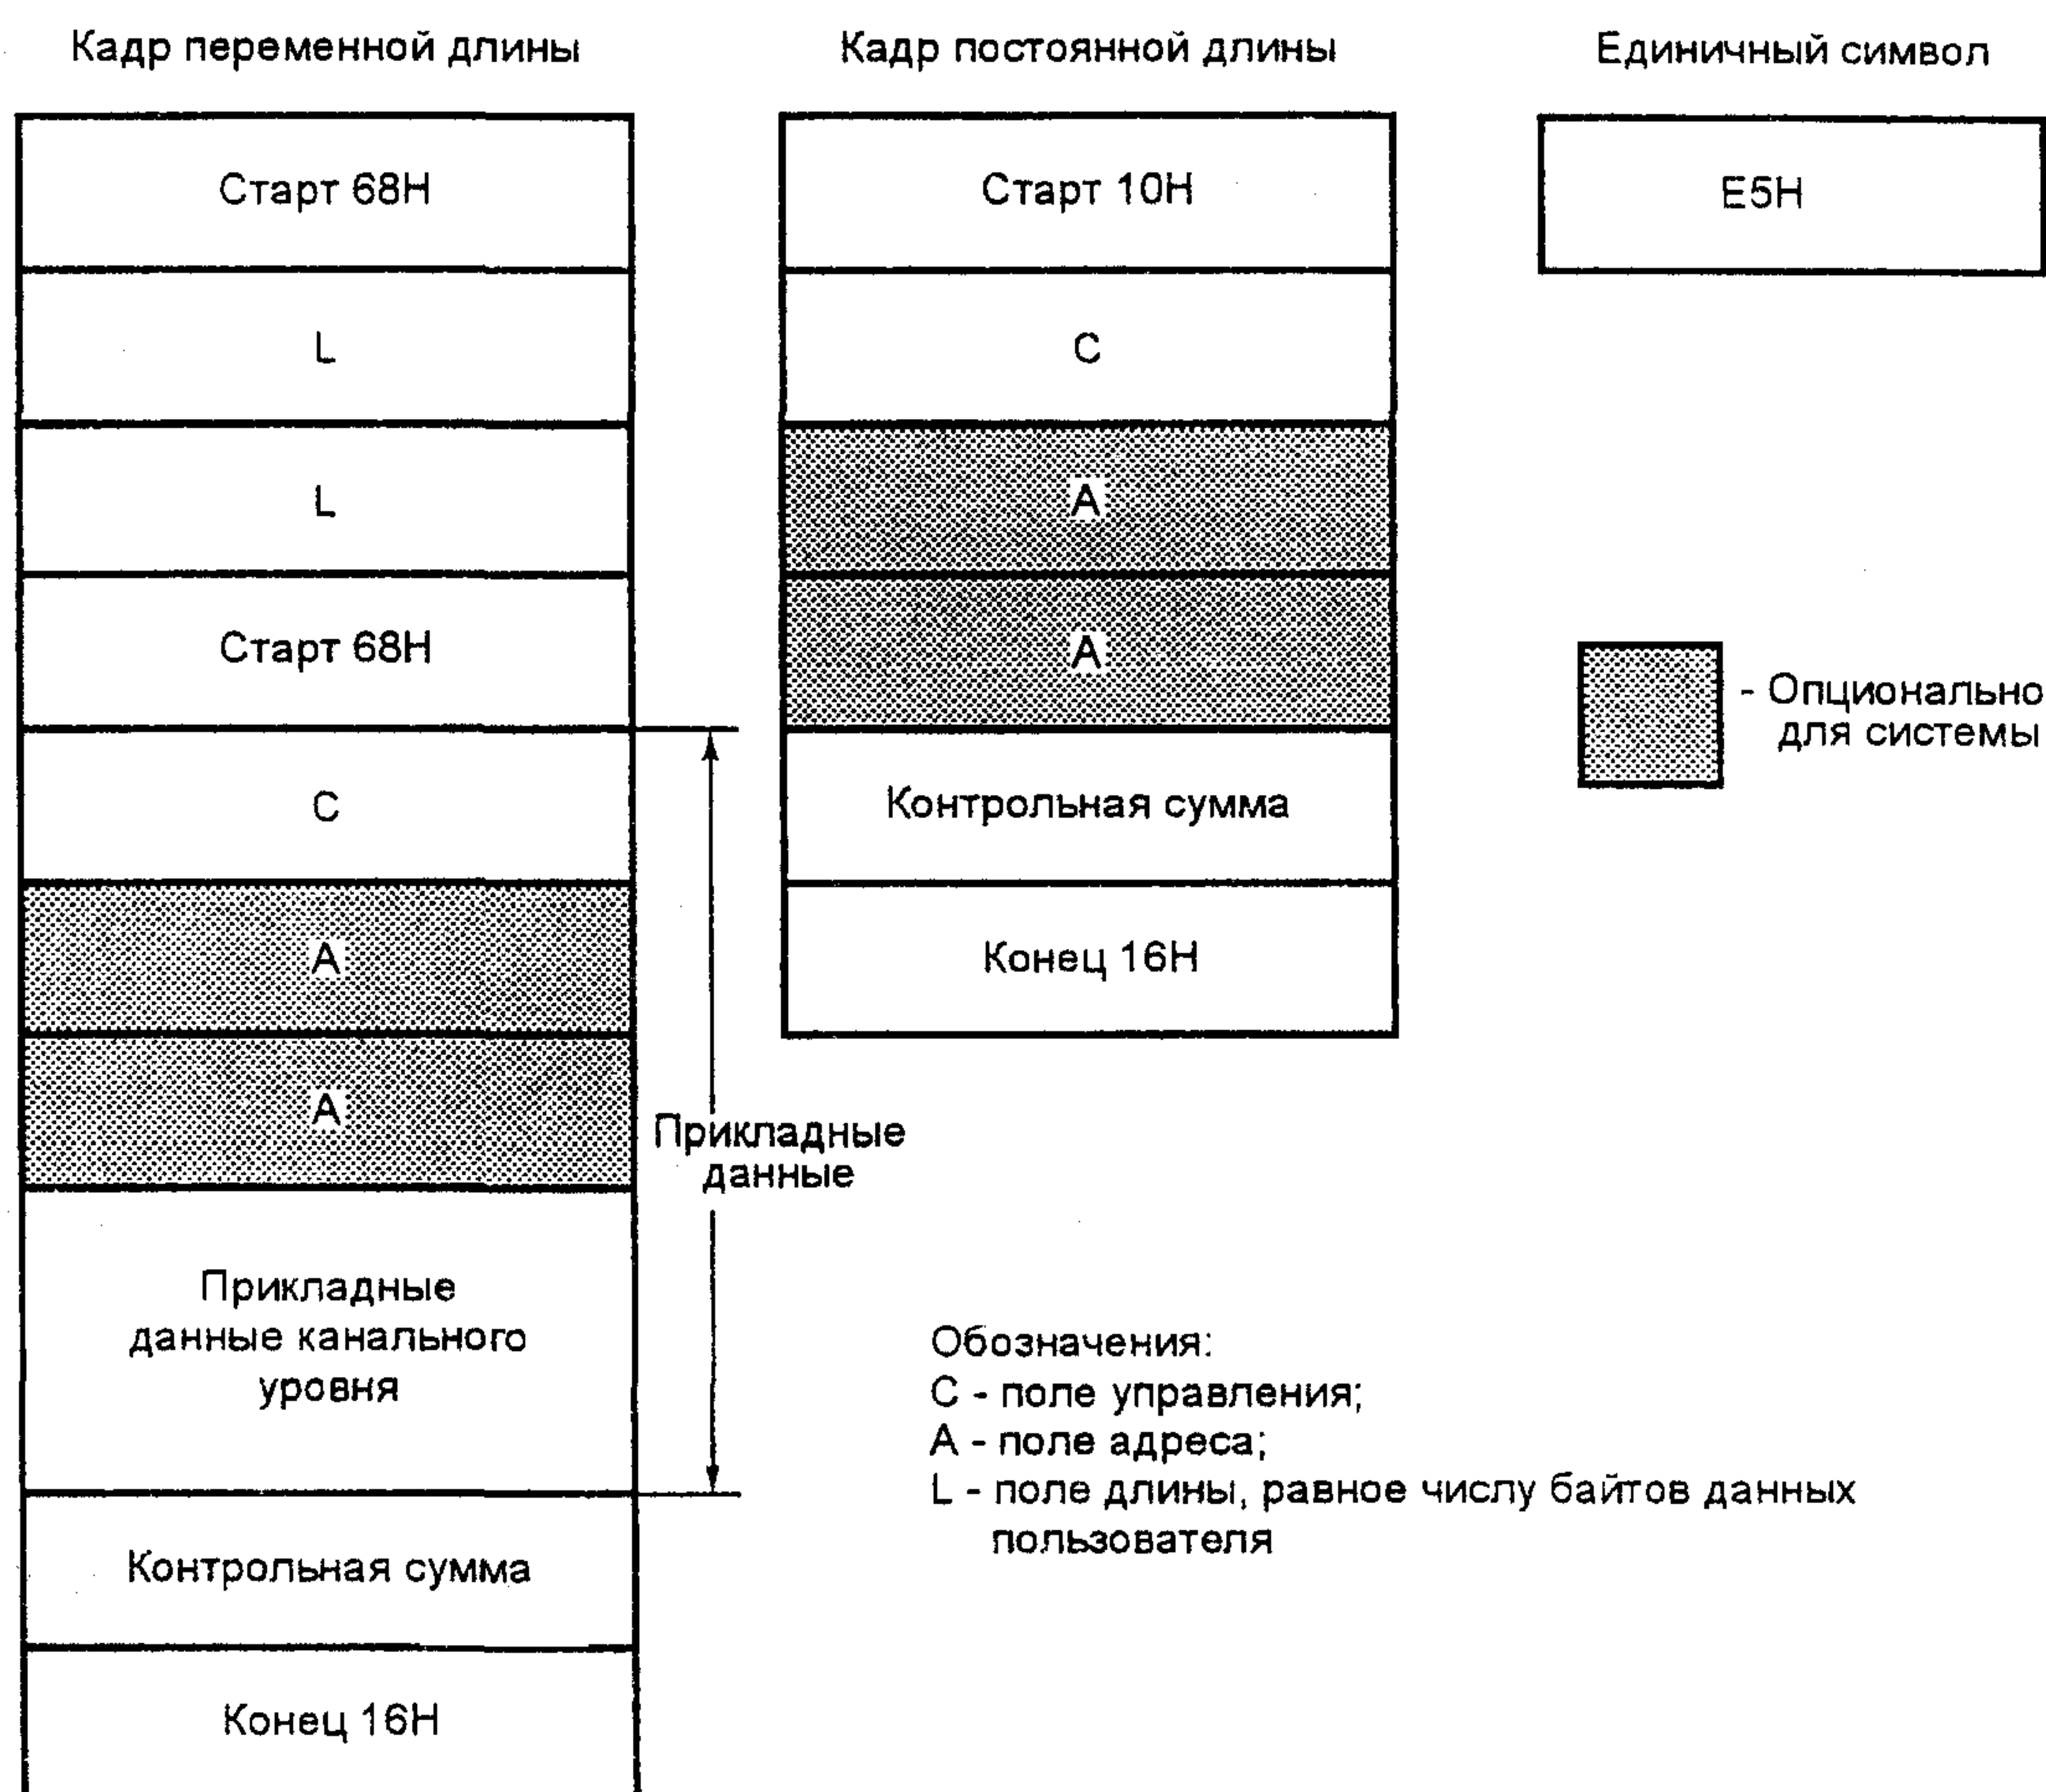 Кадр переменной длины
Старт 68H
L
L
Старт 68H
C
A
A
Прикладные
данные канального
уровня
Контрольная сумма
Конец 16H
Прикладные
данные
Кадр постоянной длины
Старт 10H
C
A
A
Контрольная сумма
Конец 16H
Единичный символ
E5H
- Опционально
для системы
Обозначения:
C - поле управления;
A - поле адреса;
L - поле длины, равное числу байтов данных
пользователя